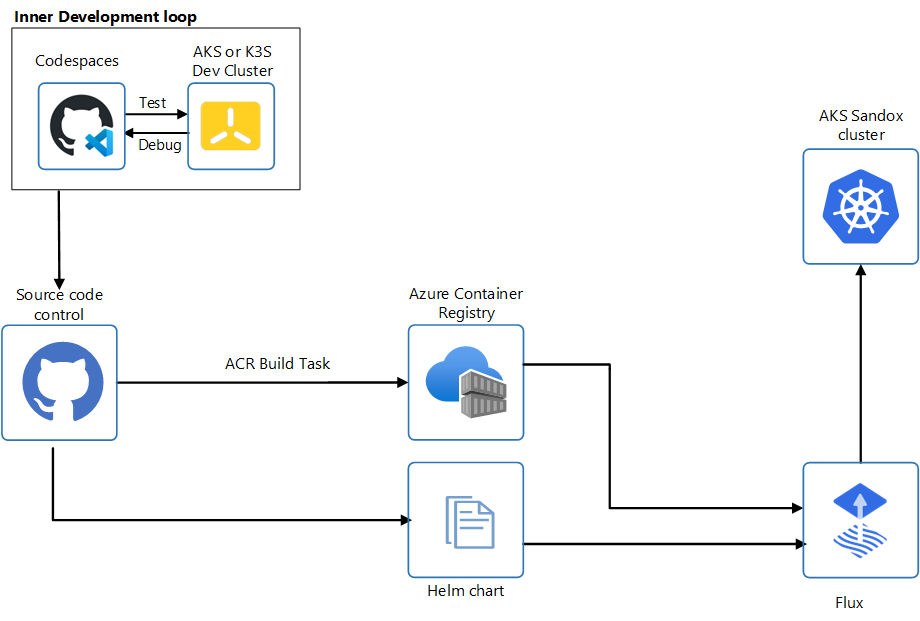 Inner Development loop
Codespaces
AKS or K3S
Dev Cluster
Test
Debug
AKS Sandox
cluster
Source code
control
Azure Container
Registry
ACR Build Task
Helm chart
Flux